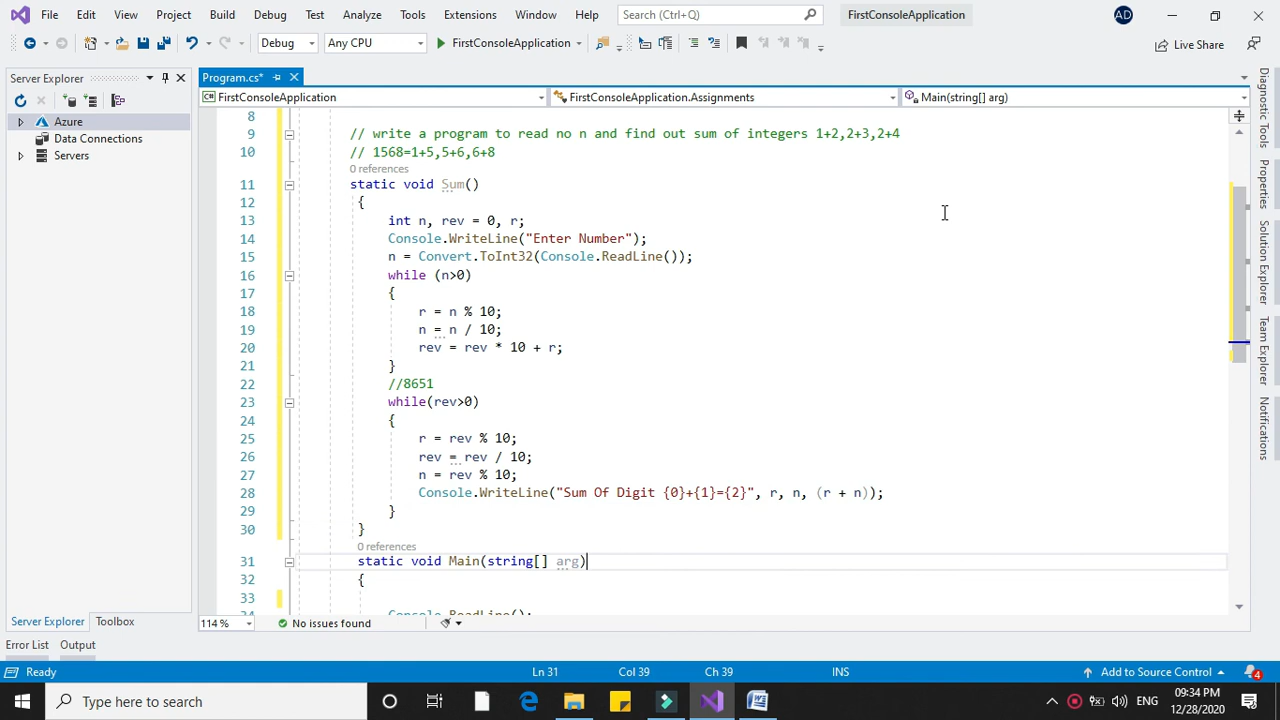 File Edit View Project Build Debug Test Analyze Tools Extensions Window Help Search (Ctrl+Q) FirstConsoleApplication AD
Debug Any CPU FirstConsoleApplication Live Share
Server Explorer
Azure
Data Connections
Servers
Program.cs*
FirstConsoleApplication FirstConsoleApplication.Assignments Main(string[] arg)
8
9 // write a program to read no n and find out sum of integers 1+2,2+3,2+4
10 // 1568=1+5,5+6,6+8
0 references
11 static void Sum()
12 {
13 int n, rev = 0, r;
14 Console.WriteLine("Enter Number");
15 n = Convert.ToInt32(Console.ReadLine());
16 while (n>0)
17 {
18 r = n % 10;
19 n = n / 10;
20 rev = rev * 10 + r;
21 }
22 //8651
23 while(rev>0)
24 {
25 r = rev % 10;
26 rev = rev / 10;
27 n = rev % 10;
28 Console.WriteLine("Sum Of Digit {0}+{1}={2}", r, n, (r + n));
29 }
30 }
0 references
31 static void Main(string[] arg)
32 {
33
34 Console.ReadLine();
Diagnostic Tools
Properties
Solution Explorer
Team Explorer
Notifications
Server Explorer Toolbox
114 % No issues found
Error List Output
Ready Ln 31 Col 39 Ch 39 INS Add to Source Control 4
Type here to search
ENG 09:34 PM
12/28/2020